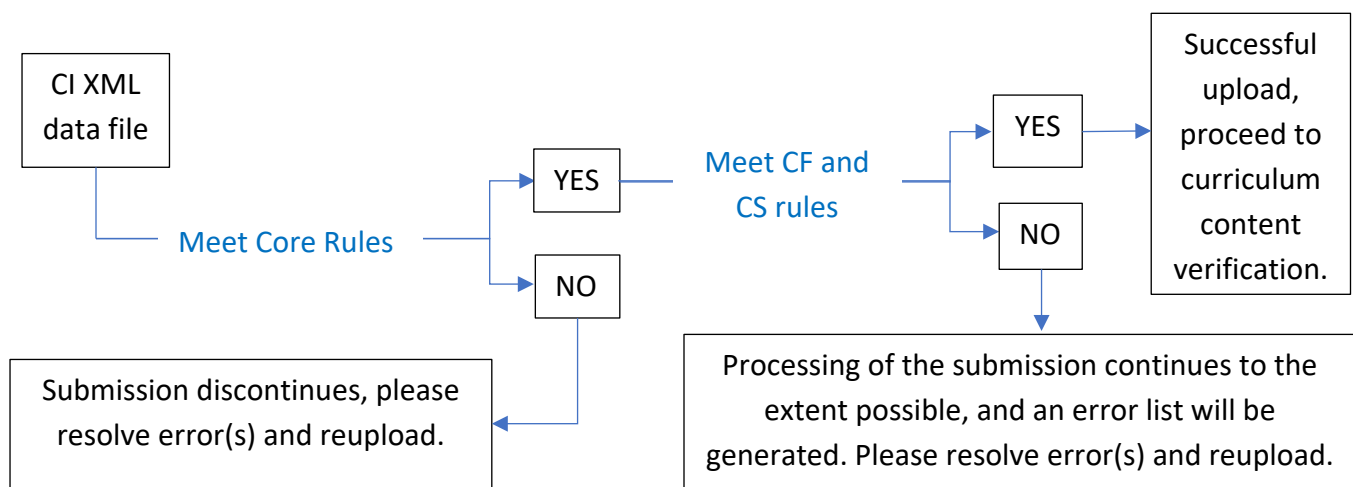 CI XML
data file
Meet Core Rules
YES
NO
Submission discontinues, please
resolve error(s) and reupload.
Meet CF and
CS rules
YES
NO
Successful
upload,
proceed to
curriculum
content
verification.
Processing of the submission continues to the
extent possible, and an error list will be
generated. Please resolve error(s) and reupload.